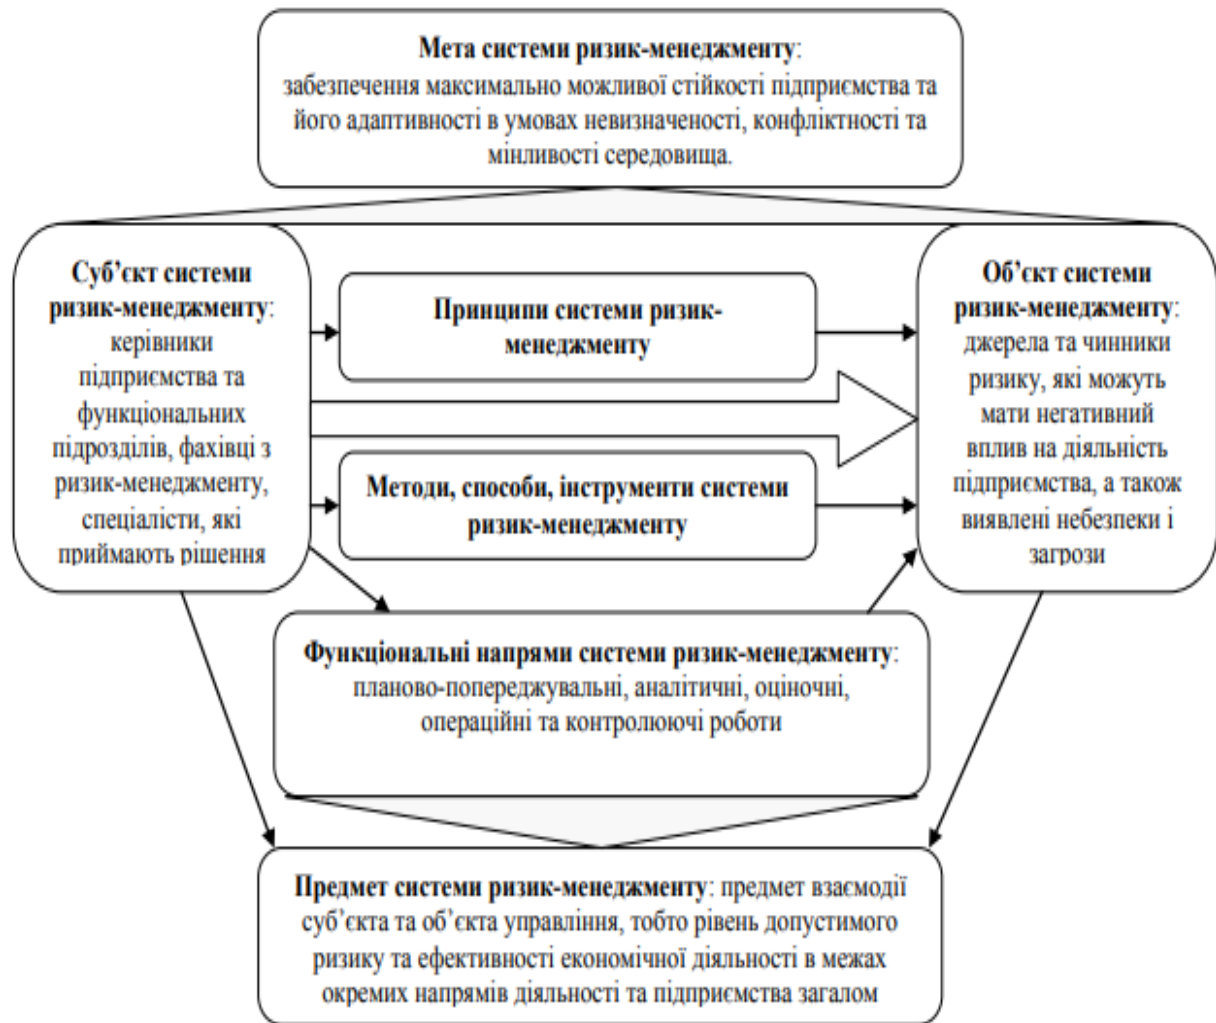 Мета системи ризик-менеджменту:
забезпечення максимально можливої стійкості підприємства та
його адаптивності в умовах невизначеності, конфліктності та
мінливості середовища.
Суб’єкт системи
ризик-менеджменту:
керівники
підприємства та
функціональних
підрозділів, фахівці з
ризик-менеджменту,
спеціалісти, які
приймають рішення
Принципи системи ризик-
менеджменту
Методи, способи, інструменти системи
ризик-менеджменту
Об’єкт системи
ризик-менеджменту:
джерела та чинники
ризику, які можуть
мати негативний
вплив на діяльність
підприємства, а також
виявлені небезпеки і
загрози
Функціональні напрями системи ризик-менеджменту:
планово-попереджувальні, аналітичні, оціночні,
операційні та контролюючі роботи
Предмет системи ризик-менеджменту: предмет взаємодії
суб’єкта та об’єкта управління, тобто рівень допустимого
ризику та ефективності економічної діяльності в межах
окремих напрямів діяльності та підприємства загалом